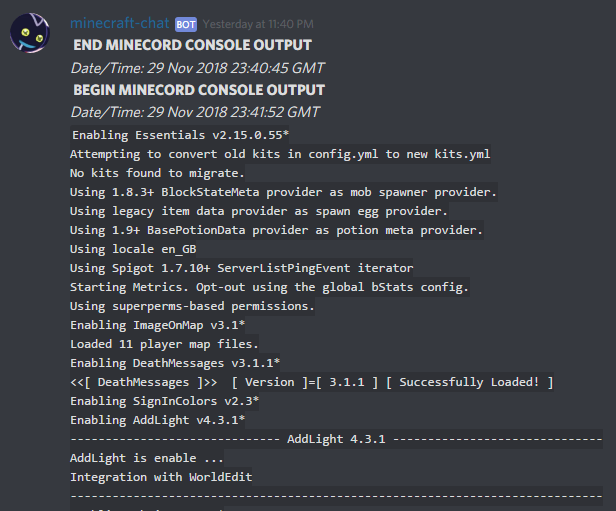 minecraft-chat BOT Yesterday at 11:40 PM
END MINECORD CONSOLE OUTPUT
Date/Time: 29 Nov 2018 23:40:45 GMT
BEGIN MINECORD CONSOLE OUTPUT
Date/Time: 29 Nov 2018 23:41:52 GMT
Enabling Essentials v2.15.0.55*
Attempting to convert old kits in config.yml to new kits.yml
No kits found to migrate.
Using 1.8.3+ BlockStateMeta provider as mob spawner provider.
Using legacy item data provider as spawn egg provider.
Using 1.9+ BasePotionData provider as potion meta provider.
Using locale en_GB
Using Spigot 1.7.10+ ServerListPingEvent iterator
Starting Metrics. Opt-out using the global bStats config.
Using superperms-based permissions.
Enabling ImageOnMap v3.1*
Loaded 11 player map files.
Enabling DeathMessages v3.1.1*
<<[ DeathMessages ]>>  [ Version ]=[ 3.1.1 ] [ Successfully Loaded! ]
Enabling SignInColors v2.3*
Enabling AddLight v4.3.1*
------------------------------ AddLight 4.3.1 ------------------------------
AddLight is enable ...
Integration with WorldEdit
----------------------------------------------------------------------------